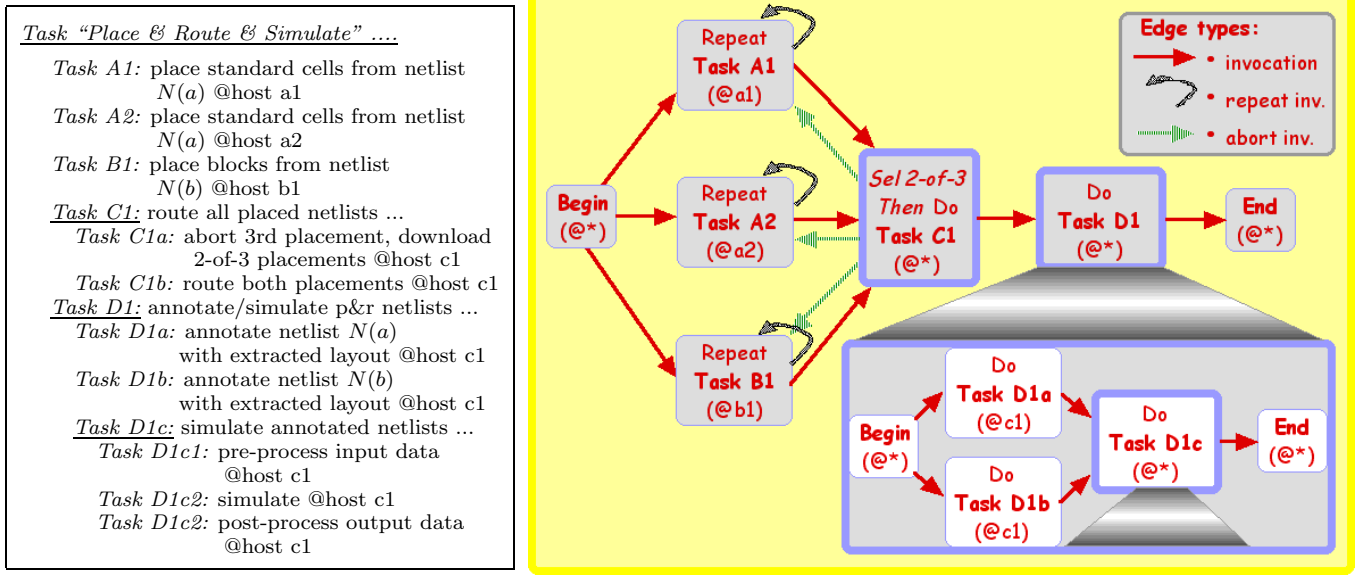 Task “Place & Route & Simulate” ....
Task A1: place standard cells from netlist
N(a) @host a1
Task A2: place standard cells from netlist
N(a) @host a2
Task B1: place blocks from netlist
N(b) @host b1
Task C1: route all placed netlists ...
Task C1a: abort 3rd placement, download
2-of-3 placements @host c1
Task C1b: route both placements @host c1
Task D1: annotate/simulate p&r netlists ...
Task D1a: annotate netlist N(a)
with extracted layout @host c1
Task D1b: annotate netlist N(b)
with extracted layout @host c1
Task D1c: simulate annotated netlists ...
Task D1c1: pre-process input data
@host c1
Task D1c2: simulate @host c1
Task D1c2: post-process output data
@host c1
Begin
(@*)
Repeat
Task A1
(@a1)
Repeat
Task A2
(@a2)
Repeat
Task B1
(@b1)
Sel 2-of-3
Then Do
Task C1
(@*)
Do
Task D1
(@*)
End
(@*)
Edge types:
• invocation
• repeat inv.
• abort inv.
Begin
(@*)
Do
Task D1a
(@c1)
Do
Task D1b
(@c1)
Do
Task D1c
(@*)
End
(@*)